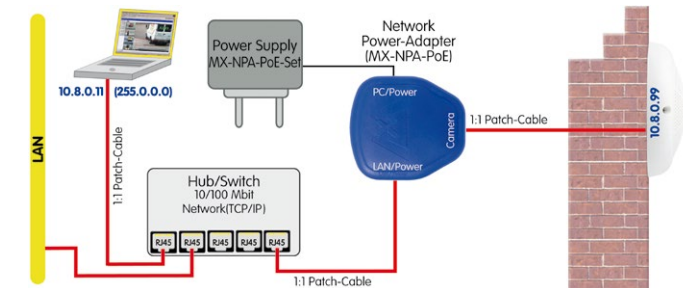 LAN
10.8.0.11 (255.0.0.0)
1:1 Patch-Cable
Power Supply
MX-NPA-PoE-Set
Network
Power-Adapter
(MX-NPA-PoE)
PC/Power
Camera
LAN/Power
1:1 Patch-Cable
10.8.0.99
Hub/Switch
10/100 Mbit
Network(TCP/IP)
RJ45 RJ45 RJ45 RJ45 RJ45
1:1 Patch-Cable